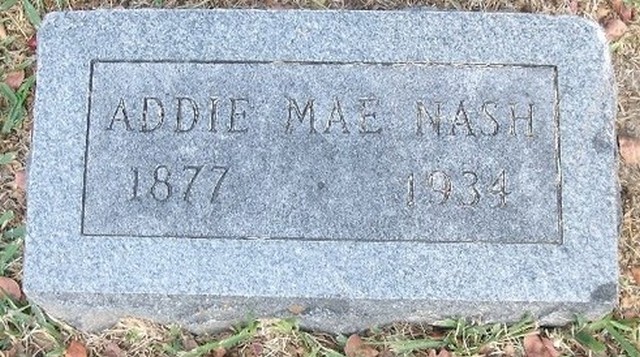 ADDIE MAE NASH
1877 · 1934